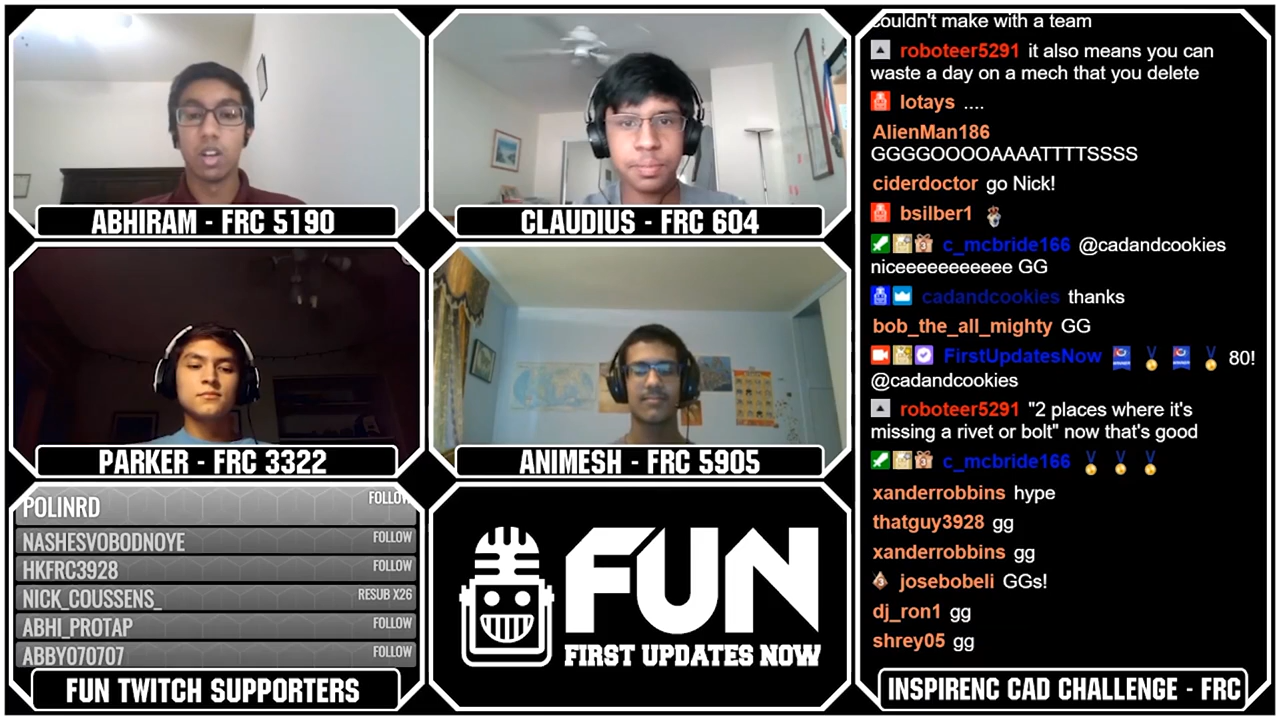 ABHIRAM - FRC 5190
CLAUDIUS - FRC 604
PARKER - FRC 3322
ANIMESH - FRC 5905
POLINRD FOLLOW
NASHESVOBODNOYE FOLLOW
HKFRC3928 FOLLOW
NICK_COUSSENS_ RESUB X26
ABHI_PROTAP FOLLOW
ABBY070707 FOLLOW
FUN TWITCH SUPPORTERS
FUN
FIRST UPDATES NOW
couldn't make with a team
roboteer5291 it also means you can
waste a day on a mech that you delete
lotays ....
AlienMan186
GGGGOOOOAAAATTTTSSSS
ciderdoctor go Nick!
bsilber1
c_mcbride166 @cadandcookies
niceeeeeeeeeee GG
cadandcookies thanks
bob_the_all_mighty GG
FirstUpdatesNow 80!
@cadandcookies
roboteer5291 "2 places where it's
missing a rivet or bolt" now that's good
c_mcbride166
xanderrobbins hype
thatguy3928 gg
xanderrobbins gg
josebobeli GGs!
dj_ron1 gg
shrey05 gg
INSPIRENC CAD CHALLENGE - FRC